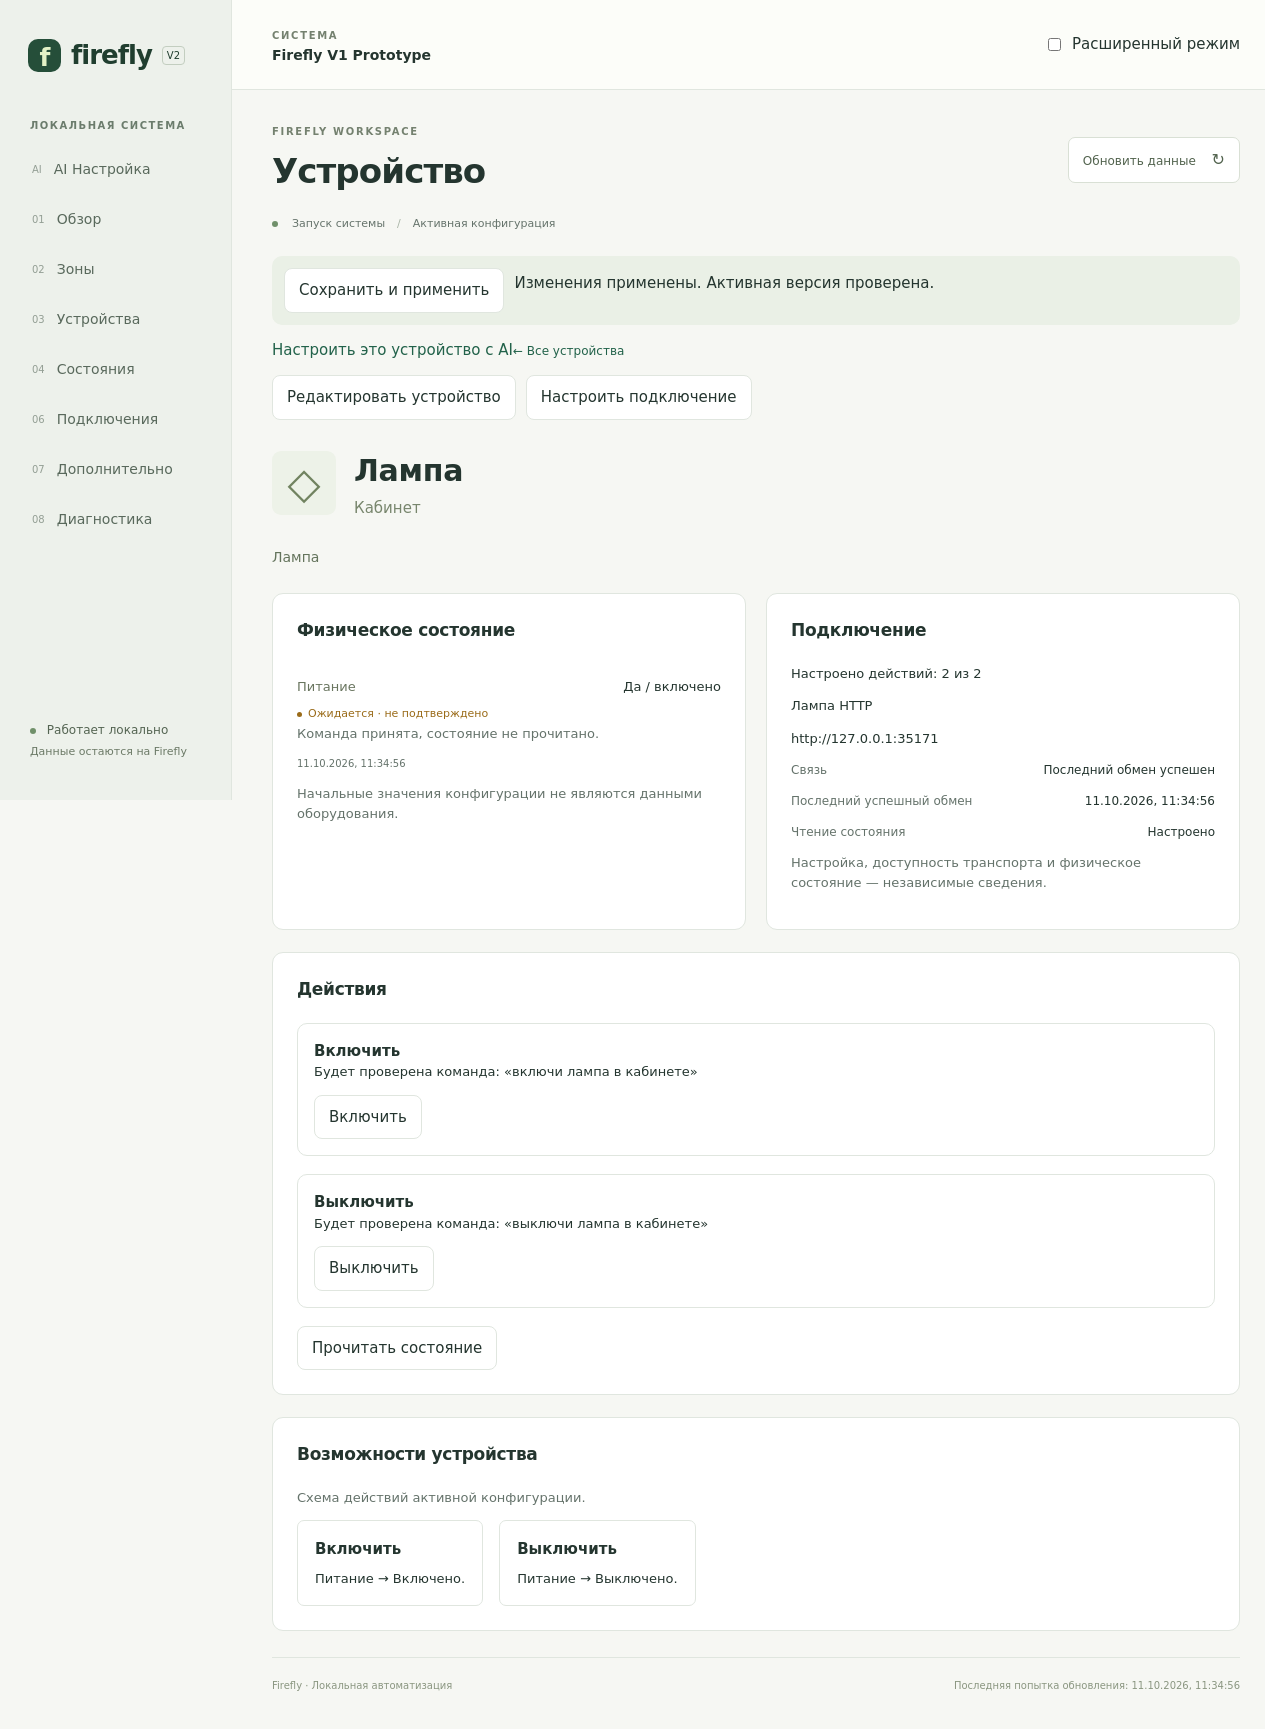 f firefly V2
ЛОКАЛЬНАЯ СИСТЕМА
AI AI Настройка
01 Обзор
02 Зоны
03 Устройства
04 Состояния
06 Подключения
07 Дополнительно
08 Диагностика
Работает локально
Данные остаются на Firefly
СИСТЕМА
Firefly V1 Prototype
Расширенный режим
FIREFLY WORKSPACE
Устройство
Обновить данные ↻
Запуск системы / Активная конфигурация
Сохранить и применить Изменения применены. Активная версия проверена.
Настроить это устройство с AI← Все устройства
Редактировать устройство Настроить подключение
Лампа
Кабинет
Лампа
Физическое состояние
Питание Да / включено
Ожидается · не подтверждено
Команда принята, состояние не прочитано.
11.10.2026, 11:34:56
Начальные значения конфигурации не являются данными
оборудования.
Подключение
Настроено действий: 2 из 2
Лампа HTTP
http://127.0.0.1:35171
Связь Последний обмен успешен
Последний успешный обмен 11.10.2026, 11:34:56
Чтение состояния Настроено
Настройка, доступность транспорта и физическое
состояние — независимые сведения.
Действия
Включить
Будет проверена команда: «включи лампа в кабинете»
Включить
Выключить
Будет проверена команда: «выключи лампа в кабинете»
Выключить
Прочитать состояние
Возможности устройства
Схема действий активной конфигурации.
Включить
Питание → Включено.
Выключить
Питание → Выключено.
Firefly · Локальная автоматизация
Последняя попытка обновления: 11.10.2026, 11:34:56